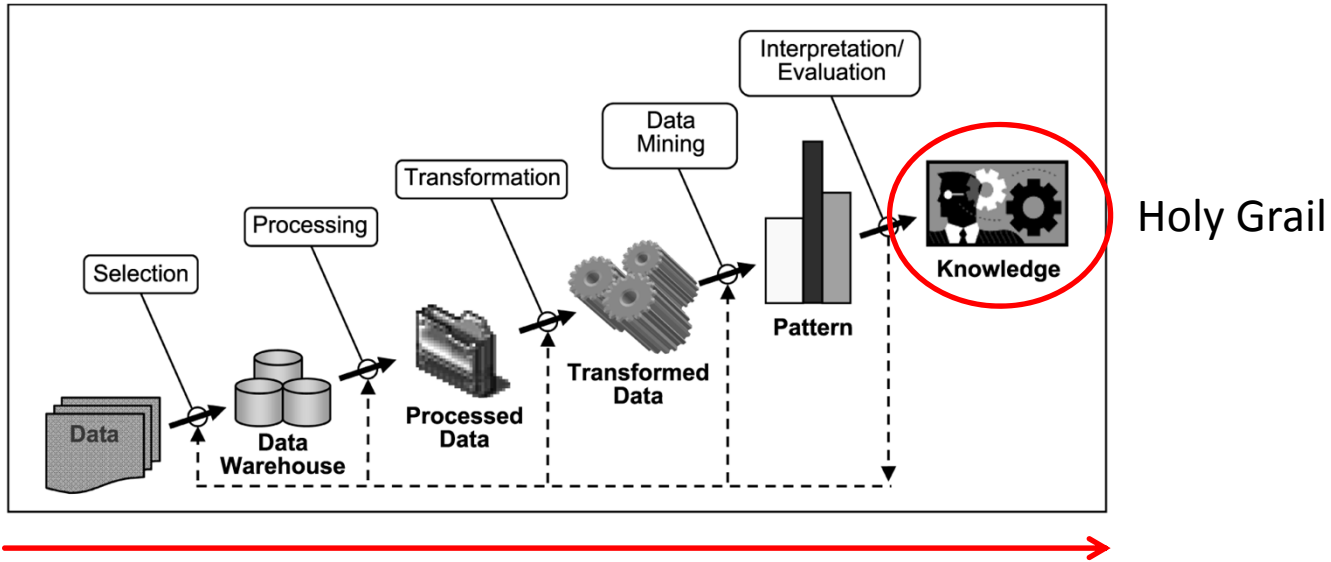 Interpretation/
Evaluation
Data
Mining
Transformation
Processing
Selection
Holy Grail
Knowledge
Pattern
Transformed
Data
Processed
Data
Data
Warehouse
Data